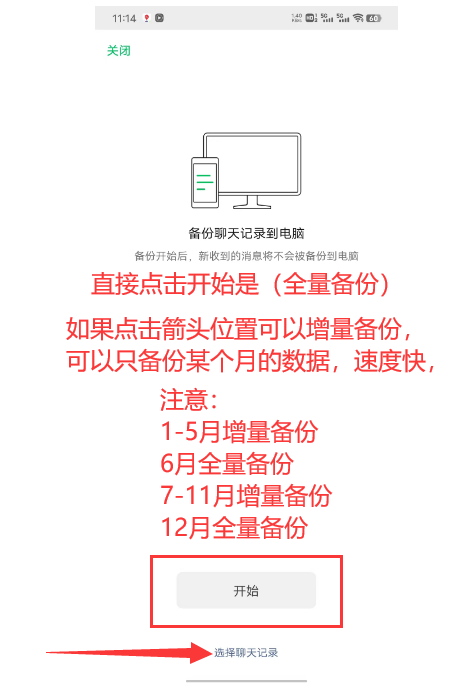 11:14
1.40 KB/s HD 5G 5G 60
关闭
备份聊天记录到电脑
备份开始后，新收到的消息将不会被备份到电脑
直接点击开始是（全量备份）
如果点击箭头位置可以增量备份，
可以只备份某个月的数据，速度快，
注意：
1-5月增量备份
6月全量备份
7-11月增量备份
12月全量备份
开始
选择聊天记录